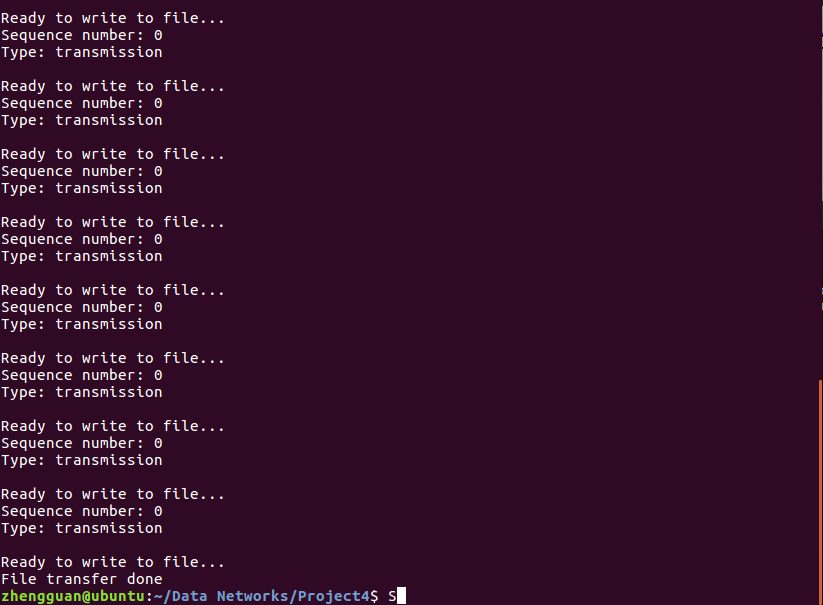 Ready to write to file...
Sequence number: 0
Type: transmission
Ready to write to file...
Sequence number: 0
Type: transmission
Ready to write to file...
Sequence number: 0
Type: transmission
Ready to write to file...
Sequence number: 0
Type: transmission
Ready to write to file...
Sequence number: 0
Type: transmission
Ready to write to file...
Sequence number: 0
Type: transmission
Ready to write to file...
Sequence number: 0
Type: transmission
Ready to write to file...
Sequence number: 0
Type: transmission
Ready to write to file...
File transfer done
zhengguan@ubuntu:~/Data Networks/Project4$ S